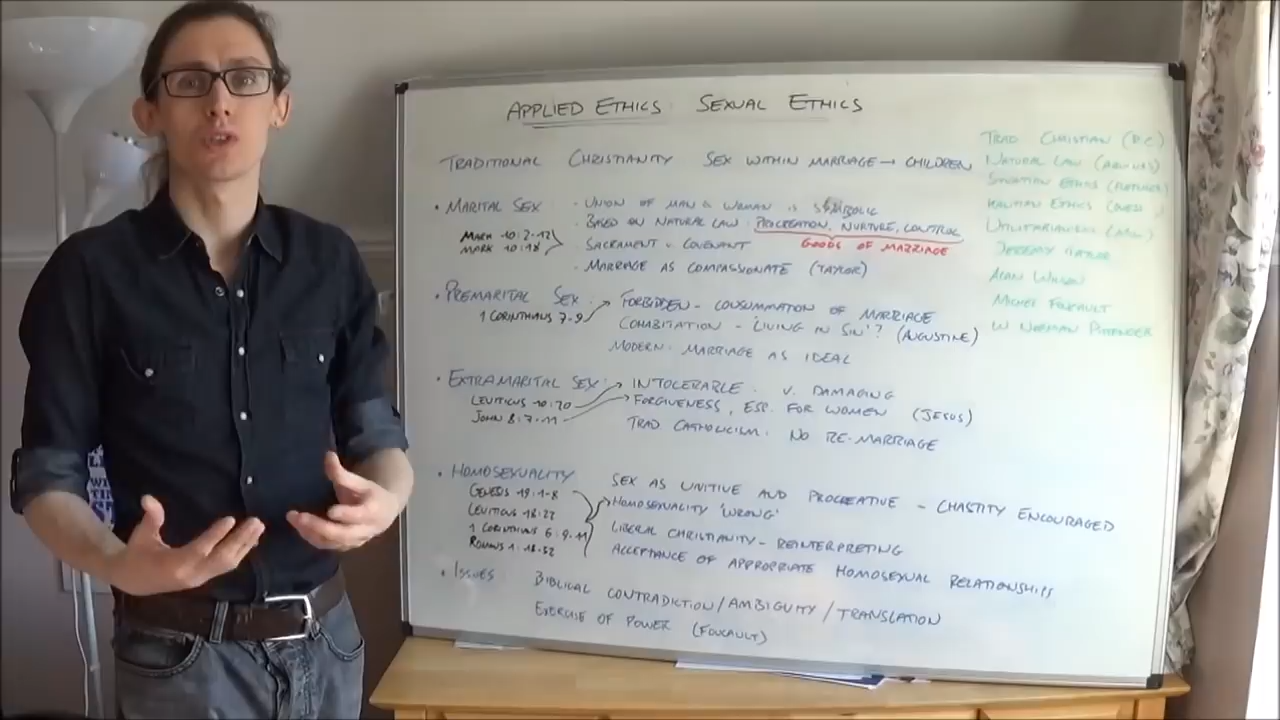 APPLIED ETHICS: SEXUAL ETHICS
TRADITIONAL CHRISTIANITY SEX WITHIN MARRIAGE → CHILDREN
• MARITAL SEX
MARK 10:2-12
MARK 10:18
· UNION OF MAN & WOMAN IS SYMBOLIC
· BASED ON NATURAL LAW: PROCREATION, NURTURE, CONTROL
GOODS OF MARRIAGE
· SACRAMENT v. COVENANT
· MARRIAGE AS COMPASSIONATE (TAYLOR)
• PREMARITAL SEX:
1 CORINTHIANS 7-9
FORBIDDEN - CONSUMMATION OF MARRIAGE
COHABITATION - 'LIVING IN SIN'? (AUGUSTINE)
MODERN: MARRIAGE AS IDEAL
• EXTRAMARITAL SEX:
LEVITICUS 10:20
JOHN 8:7-11
INTOLERABLE. V. DAMAGING
FORGIVENESS, ESP. FOR WOMEN (JESUS)
TRAD CATHOLICISM: NO RE-MARRIAGE
• HOMOSEXUALITY
GENESIS 19:1-8
LEVITICUS 18:22
1 CORINTHIANS 6:9-11
ROMANS 1:18-32
SEX AS UNITIVE AND PROCREATIVE - CHASTITY ENCOURAGED
HOMOSEXUALITY 'WRONG'
LIBERAL CHRISTIANITY - REINTERPRETING
ACCEPTANCE OF APPROPRIATE HOMOSEXUAL RELATIONSHIPS
• ISSUES:
BIBLICAL CONTRADICTION/AMBIGUITY/TRANSLATION
EXERCISE OF POWER (FOUCAULT)
TRAD CHRISTIAN (R.C.)
NATURAL LAW (AQUINAS)
SITUATION ETHICS (FLETCHER)
KANTIAN ETHICS
UTILITARIANISM (MILL)
JEREMY TAYLOR
ALAN WILSON
MICHEL FOUCAULT
W NORMAN PITTENGER